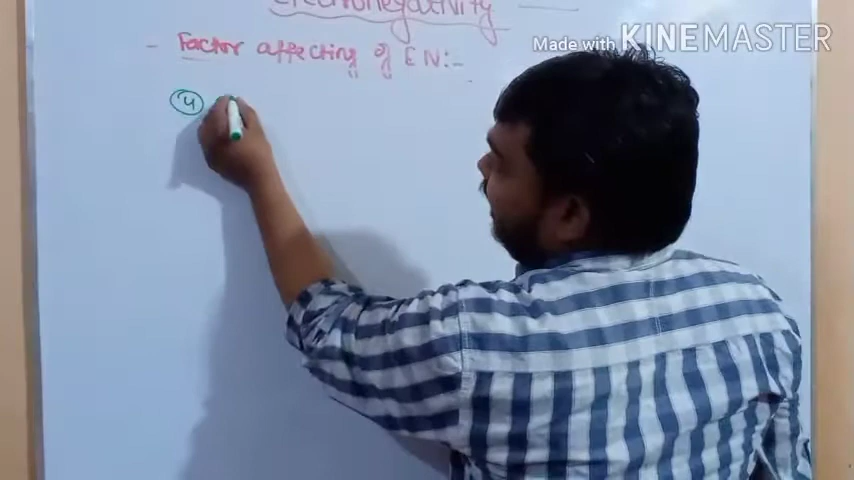 Electronegativity
Made with KINEMASTER
- Factor affecting of EN:-
4